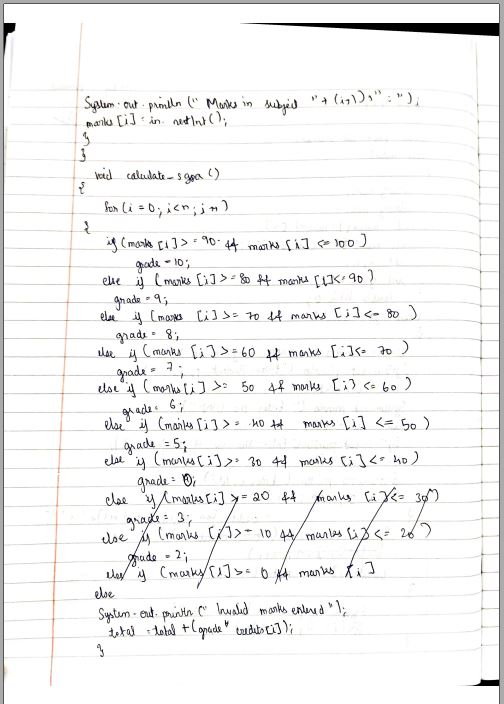 System.out.println (" Marks in subject "+(i+1)+" : ");
marks [i] = in. nextInt();
}
}
void calculate_sgpa ()
{
for (i = 0; i<n; i++)
{
if (marks [i] >= 90 && marks [i] <= 100)
grade = 10;
else if (marks [i] >= 80 && marks [i] <= 90)
grade = 9;
else if (marks [i] >= 70 && marks [i] <= 80)
grade = 8;
else if (marks [i] >= 60 && marks [i] <= 70)
grade = 7;
else if (marks [i] >= 50 && marks [i] <= 60)
grade = 6;
else if (marks [i] >= 40 && marks [i] <= 50)
grade = 5;
else if (marks [i] >= 30 && marks [i] <= 40)
grade = 0;
else if (marks [i] >= 20 && marks [i] <= 30)
grade = 3;
else if (marks [i] >= 10 && marks [i] <= 20)
grade = 2;
else if (marks [i] >= 0 && marks [i]
else
System.out.println (" Invalid marks entered ");
total = total + (grade * credits [i]);
}